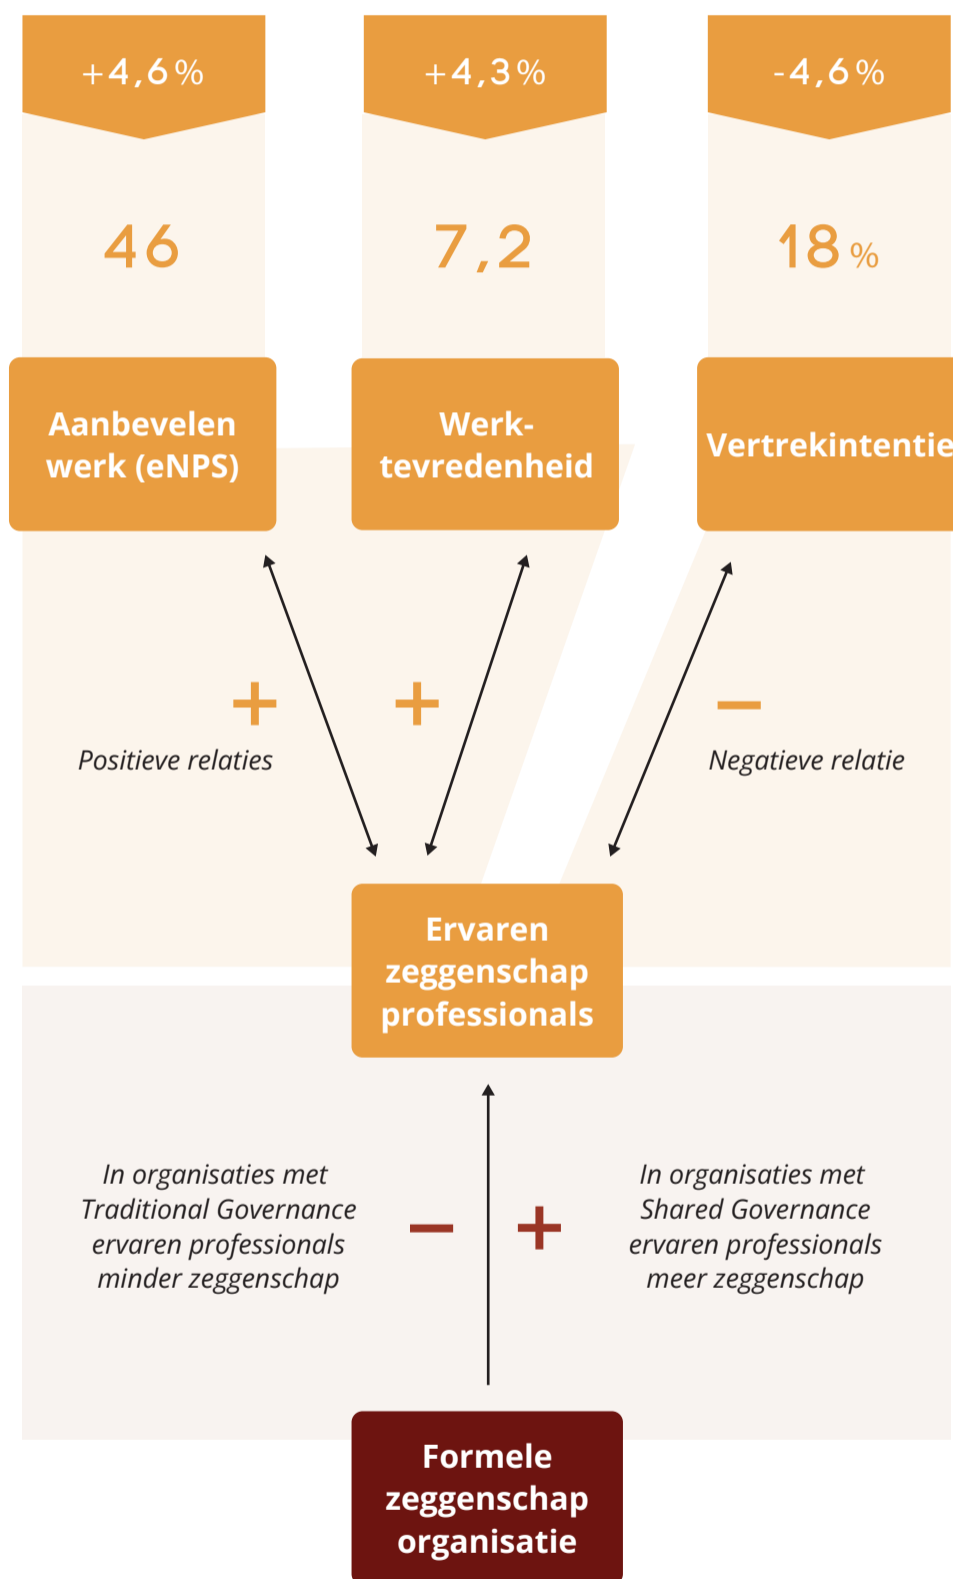 +4,6% +4,3% -4,6%
46 7,2 18 %
Aanbevelen
werk (eNPS)
Werk-
tevredenheid
Vertrekintentie
+ + −
Positieve relaties
Negatieve relatie
Ervaren
zeggenschap
professionals
In organisaties met
Traditional Governance
ervaren professionals
minder zeggenschap
− +
In organisaties met
Shared Governance
ervaren professionals
meer zeggenschap
Formele
zeggenschap
organisatie